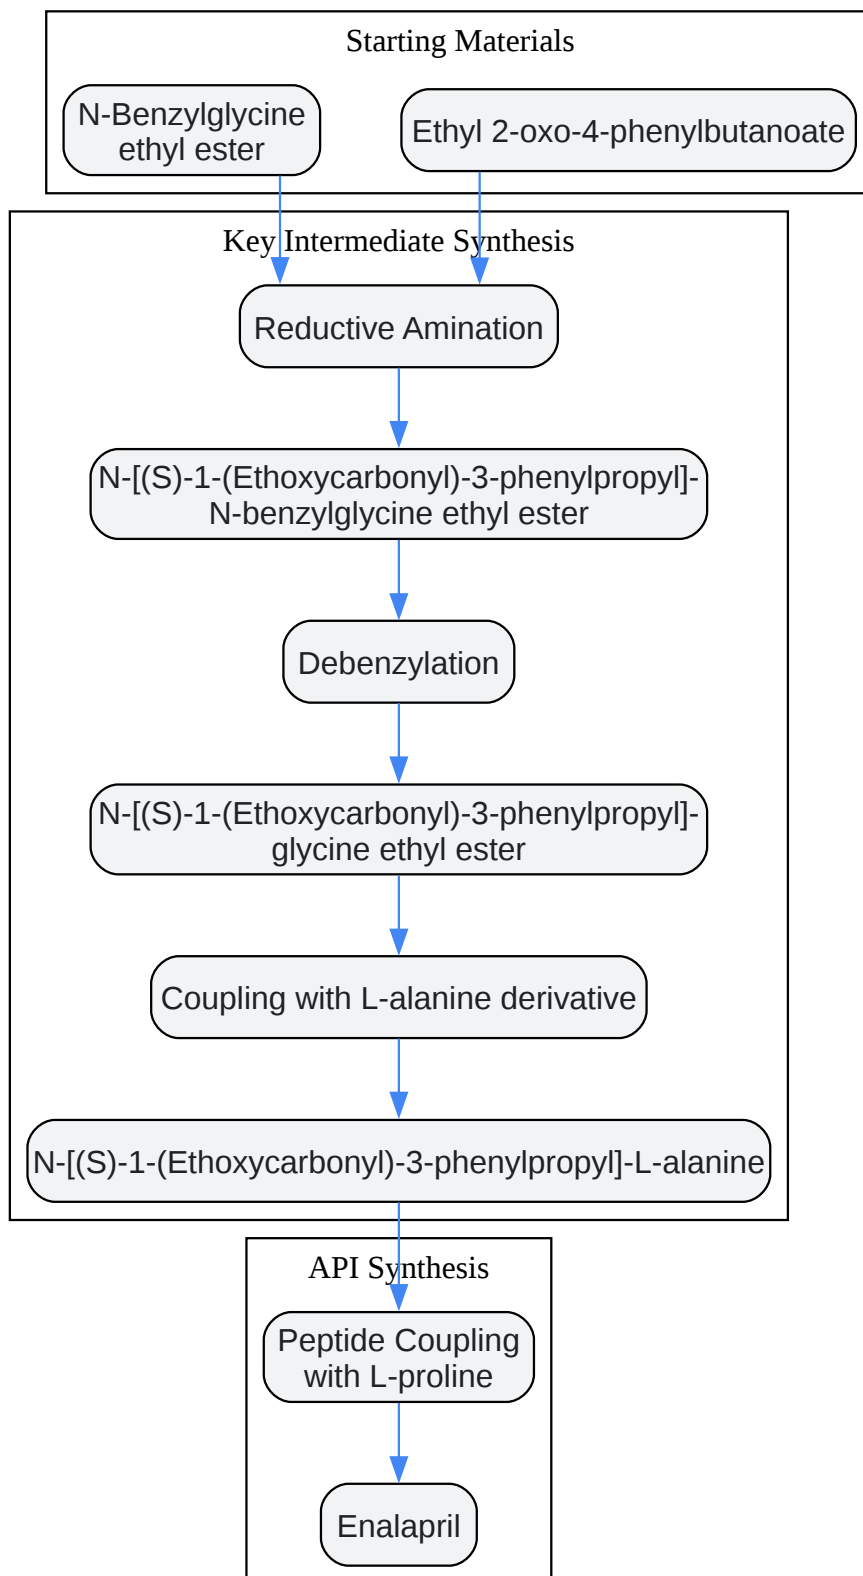 Starting Materials
N-Benzylglycine
ethyl ester
Ethyl 2-oxo-4-phenylbutanoate
Key Intermediate Synthesis
Reductive Amination
N-[(S)-1-(Ethoxycarbonyl)-3-phenylpropyl]-
N-benzylglycine ethyl ester
Debenzylation
N-[(S)-1-(Ethoxycarbonyl)-3-phenylpropyl]-
glycine ethyl ester
Coupling with L-alanine derivative
N-[(S)-1-(Ethoxycarbonyl)-3-phenylpropyl]-L-alanine
API Synthesis
Peptide Coupling
with L-proline
Enalapril